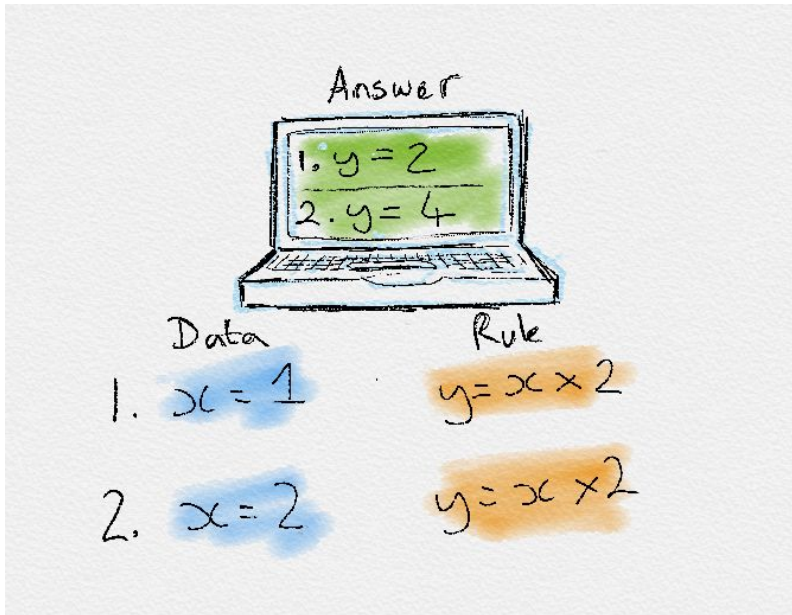 Answer
1. y = 2
2. y = 4
Data Rule
1. x = 1 y = x × 2
2. x = 2 y = x × 2